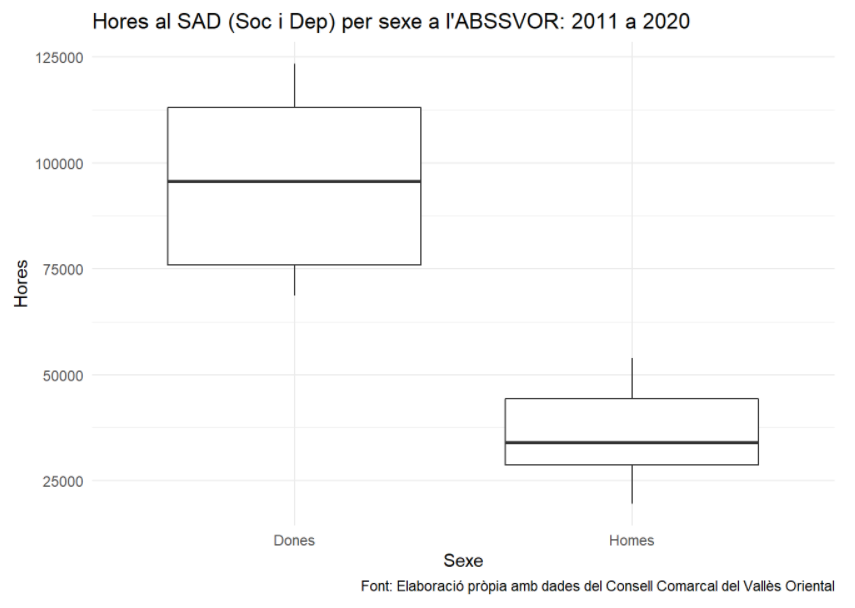 Hores al SAD (Soc i Dep) per sexe a l'ABSSVOR: 2011 a 2020
125000
100000
75000
50000
25000
Hores
Dones
Homes
Sexe
Font: Elaboració pròpia amb dades del Consell Comarcal del Vallès Oriental